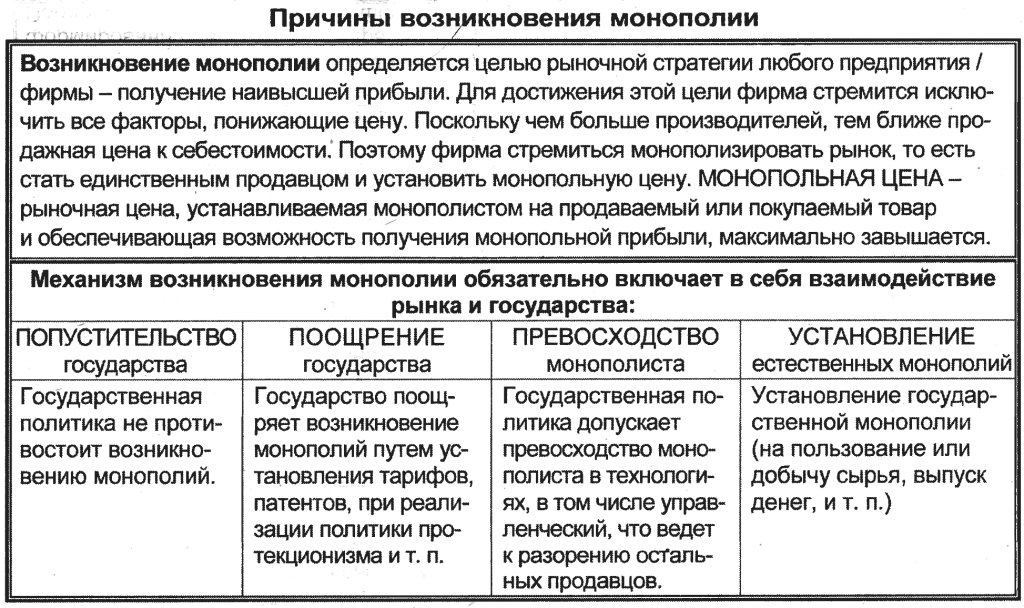 Причины возникновения монополии
Возникновение монополии определяется целью рыночной стратегии любого предприятия /
фирмы – получение наивысшей прибыли. Для достижения этой цели фирма стремится исклю-
чить все факторы, понижающие цену. Поскольку чем больше производителей, тем ближе про-
дажная цена к себестоимости. Поэтому фирма стремиться монополизировать рынок, то есть
стать единственным продавцом и установить монопольную цену. МОНОПОЛЬНАЯ ЦЕНА –
рыночная цена, устанавливаемая монополистом на продаваемый или покупаемый товар
и обеспечивающая возможность получения монопольной прибыли, максимально завышается.
Механизм возникновения монополии обязательно включает в себя взаимодействие
рынка и государства:
ПОПУСТИТЕЛЬСТВО
государства
Государственная
политика не проти-
востоит возникно-
вению монополий.
ПООЩРЕНИЕ
государства
Государство поощ-
ряет возникновение
монополий путем ус-
тановления тарифов,
патентов, при реали-
зации политики про-
текционизма и т. п.
ПРЕВОСХОДСТВО
монополиста
Государственная по-
литика допускает
превосходство моно-
полиста в технологи-
ях, в том числе управ-
ленческий, что ведет
к разорению осталь-
ных продавцов.
УСТАНОВЛЕНИЕ
естественных монополий
Установление государ-
ственной монополии
(на пользование или
добычу сырья, выпуск
денег, и т. п.)